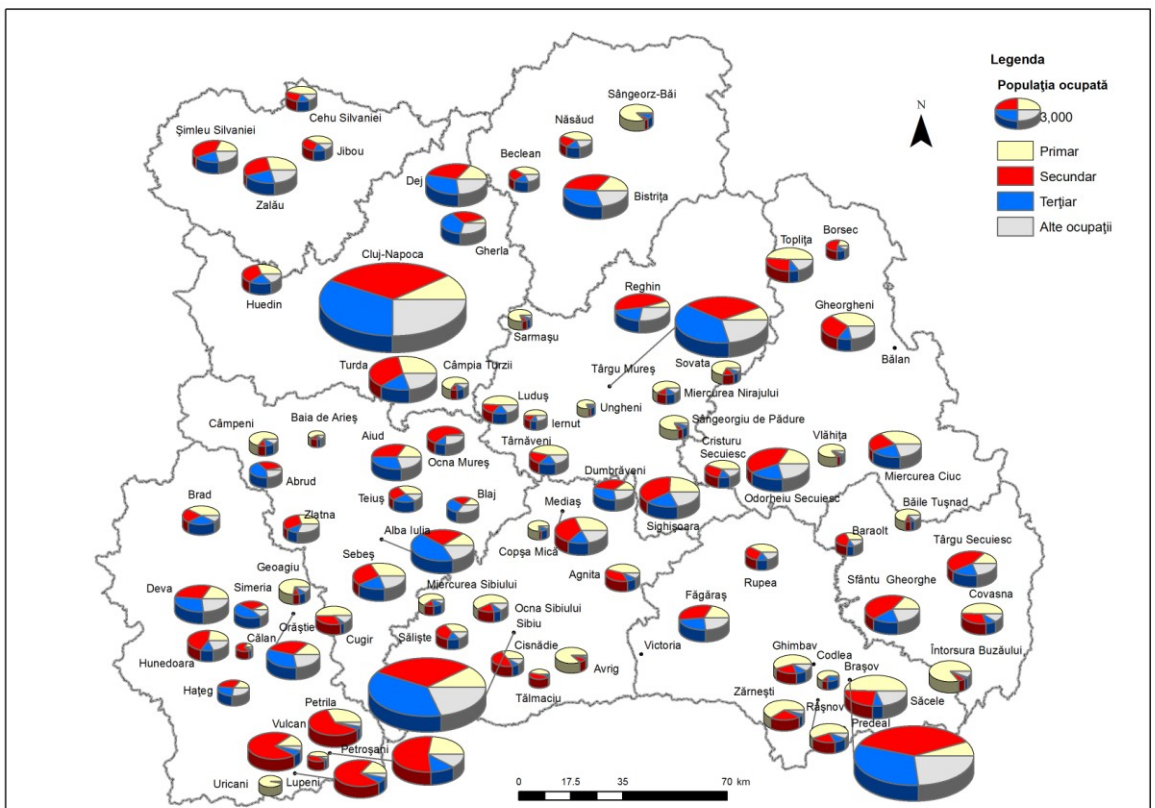 Legenda
Populaţia ocupată
3,000
Primar
Secundar
Terţiar
Alte ocupaţii
N
Sângeorz-Băi
Cehu Silvaniei
Şimleu Silvaniei
Năsăud
Jibou
Beclean
Zalău
Dej
Bistriţa
Gherla
Borsec
Topliţa
Cluj-Napoca
Huedin
Reghin
Gheorgheni
Sarmaşu
Bălan
Turda
Câmpia Turzii
Târgu Mureş
Sovata
Miercurea Nirajului
Luduş
Ungheni
Iernut
Sângeorgiu de Pădure
Baia de Arieş
Câmpeni
Aiud
Ocna Mureş
Târnăveni
Cristuru
Secuiesc
Vlăhiţa
Miercurea Ciuc
Abrud
Dumbrăveni
Odorheiu Secuiesc
Teiuş
Blaj
Mediaş
Sighişoara
Băile Tuşnad
Brad
Zlatna
Alba Iulia
Copşa Mică
Baraolt
Târgu Secuiesc
Sebeş
Agnita
Rupea
Geoagiu
Miercurea Sibiului
Sfântu Gheorghe
Deva
Simeria
Ocna Sibiului
Făgăraş
Covasna
Orăştie
Cugir
Sibiu
Călan
Sălişte
Cisnădie
Victoria
Ghimbav
Codlea
Întorsura Buzăului
Hunedoara
Avrig
Braşov
Tălmaciu
Haţeg
Zărneşti
Râşnov
Săcele
Petrila
Predeal
Vulcan
Petroşani
Uricani
Lupeni
0 17.5 35 70 km